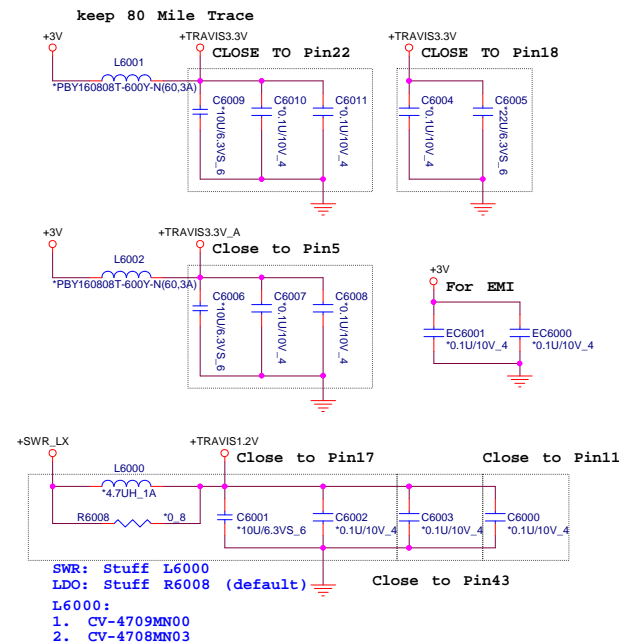 keep 80 Mile Trace
+3V
+TRAVIS3.3V
+TRAVIS3.3V
L6001
CLOSE TO Pin22
CLOSE TO Pin18
*PBY160808T-600Y-N(60,3A)
C6009
*10U/6.3VS_6
C6010
*0.1U/10V_4
C6011
*0.1U/10V_4
C6004
*0.1U/10V_4
C6005
*22U/6.3VS_6
+3V
+TRAVIS3.3V_A
L6002
Close to Pin5
*PBY160808T-600Y-N(60,3A)
C6006
*10U/6.3VS_6
C6007
*0.1U/10V_4
C6008
*0.1U/10V_4
+3V
For EMI
EC6001
*0.1U/10V_4
EC6000
*0.1U/10V_4
+SWR_LX
+TRAVIS1.2V
Close to Pin17
Close to Pin11
L6000
*4.7UH_1A
R6008
*0_8
C6001
*10U/6.3VS_6
C6002
*0.1U/10V_4
C6003
*0.1U/10V_4
C6000
*0.1U/10V_4
SWR: Stuff L6000
LDO: Stuff R6008 (default)
Close to Pin43
L6000:
1. CV-4709MN00
2. CV-4708MN03